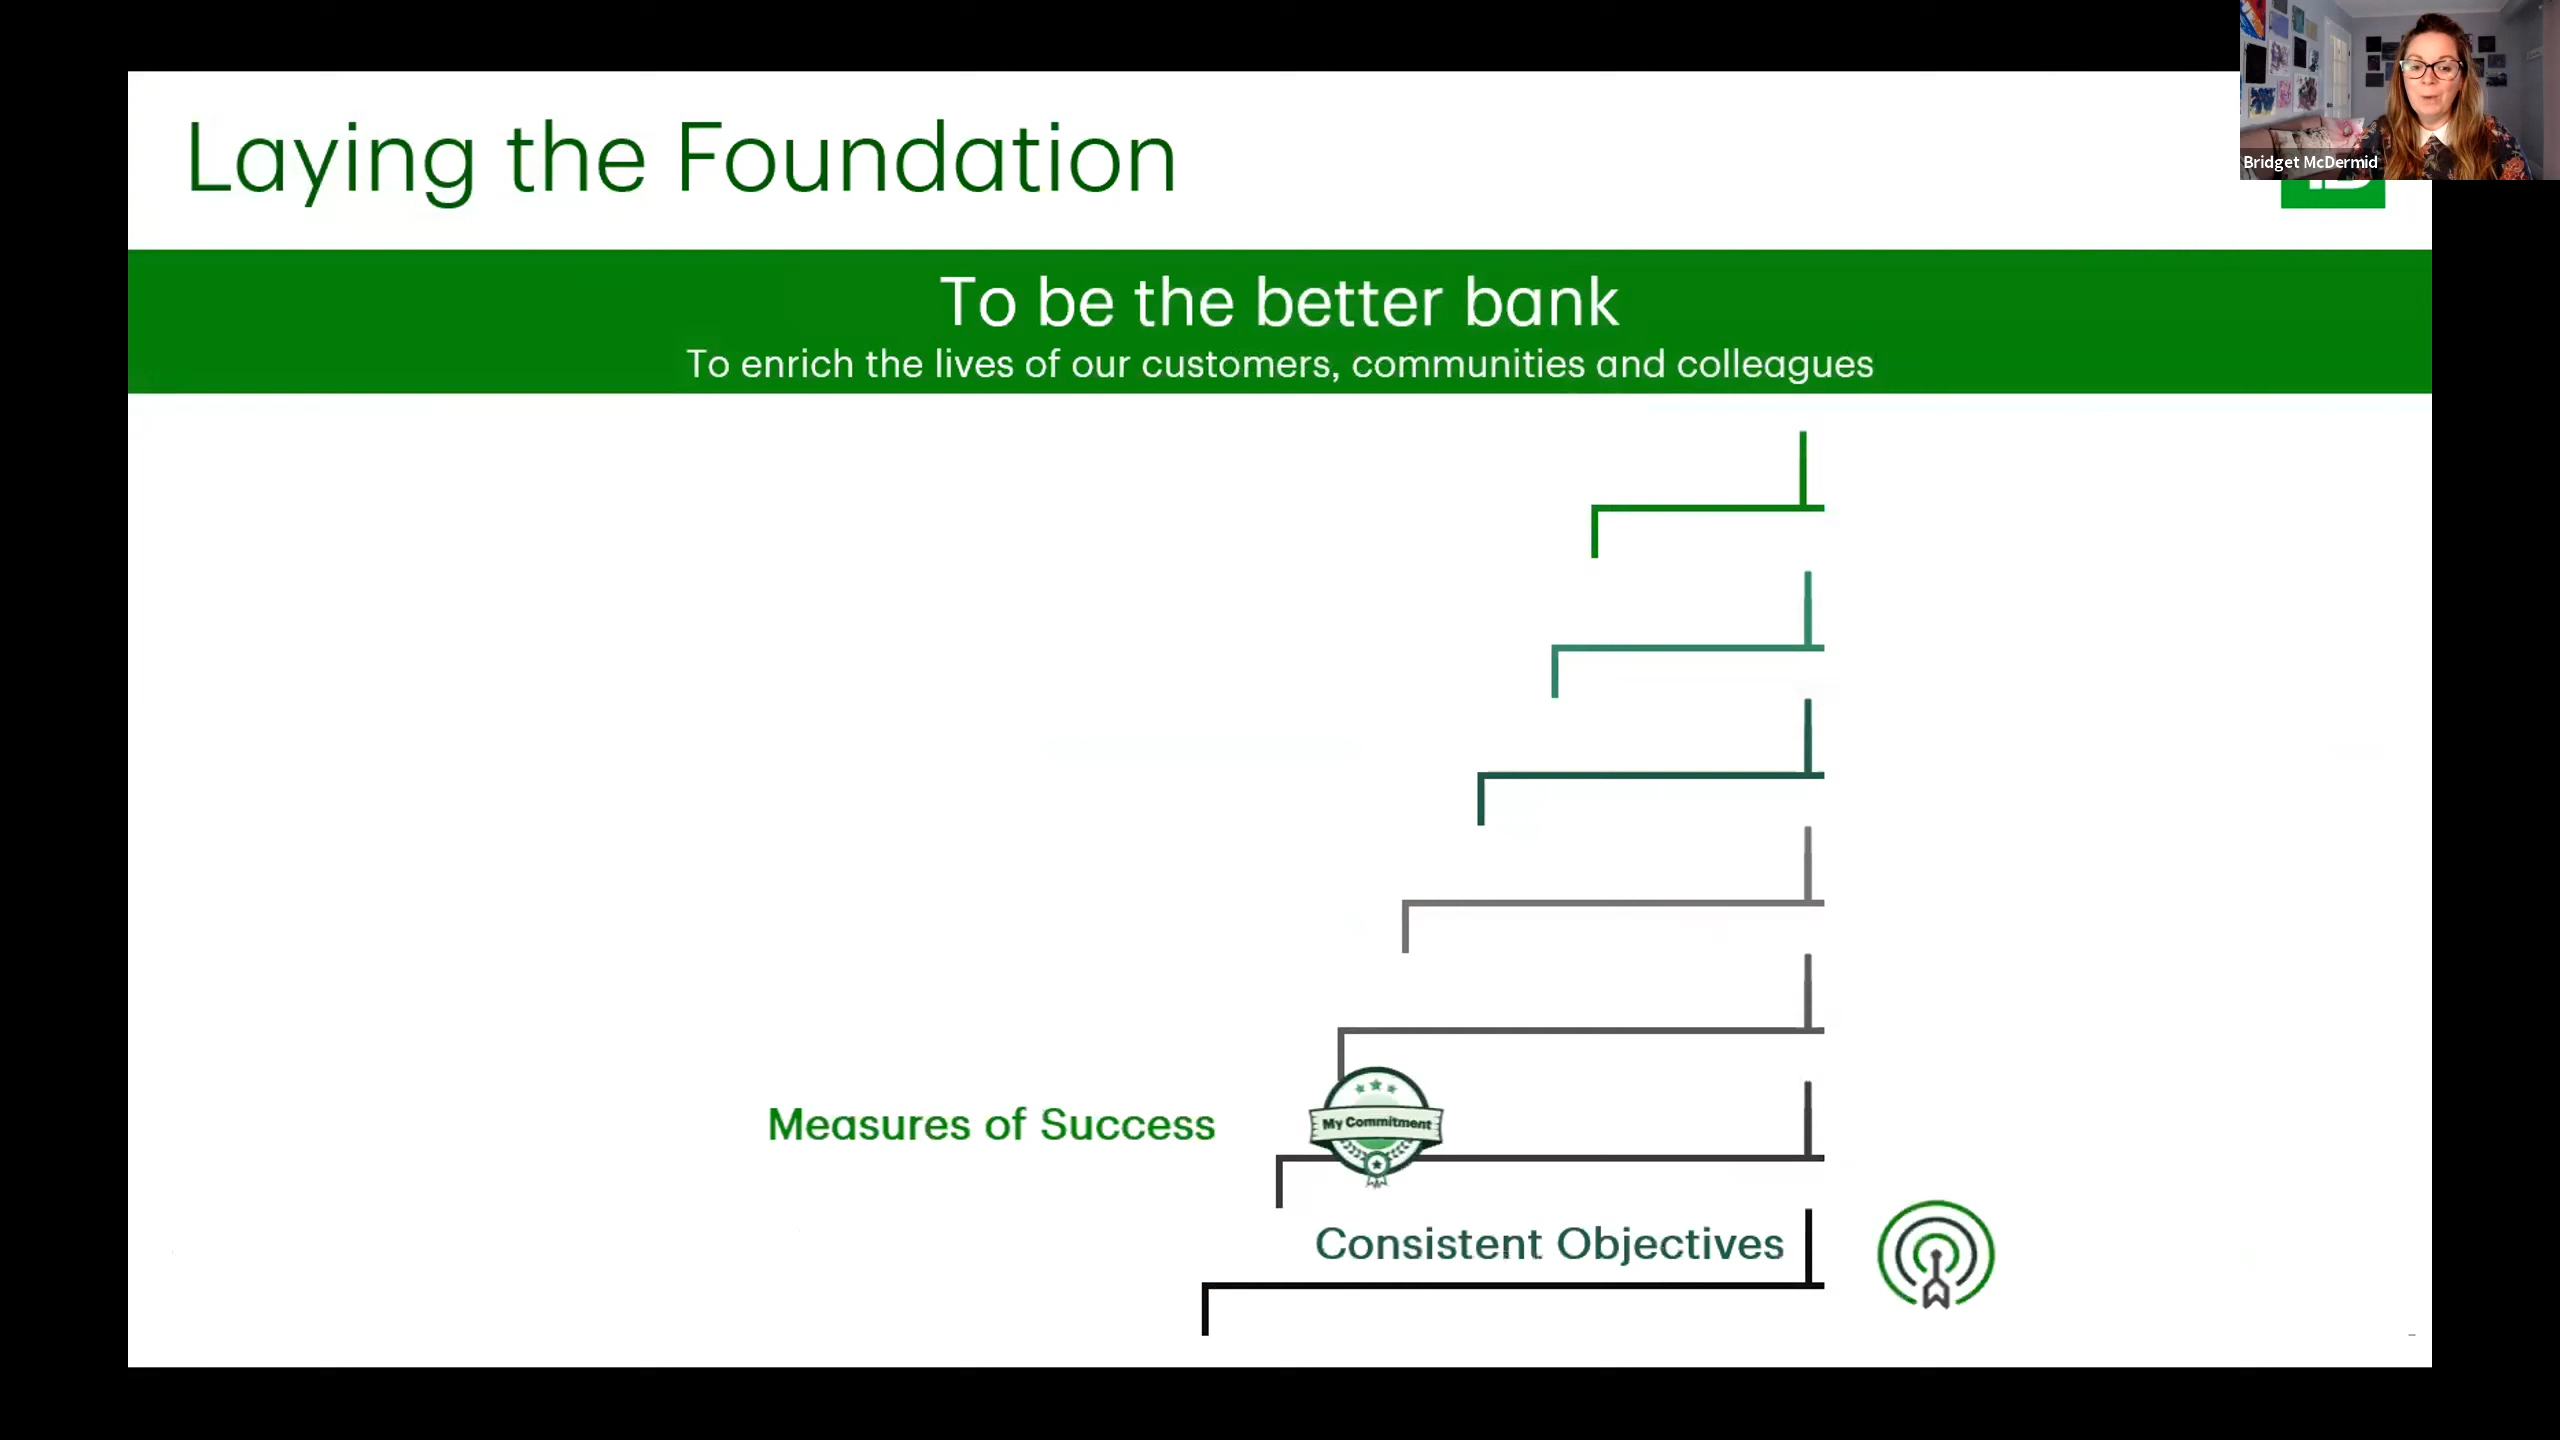 Laying the Foundation
Bridget McDermid
To be the better bank
To enrich the lives of our customers, communities and colleagues
Measures of Success
My Commitment
Consistent Objectives